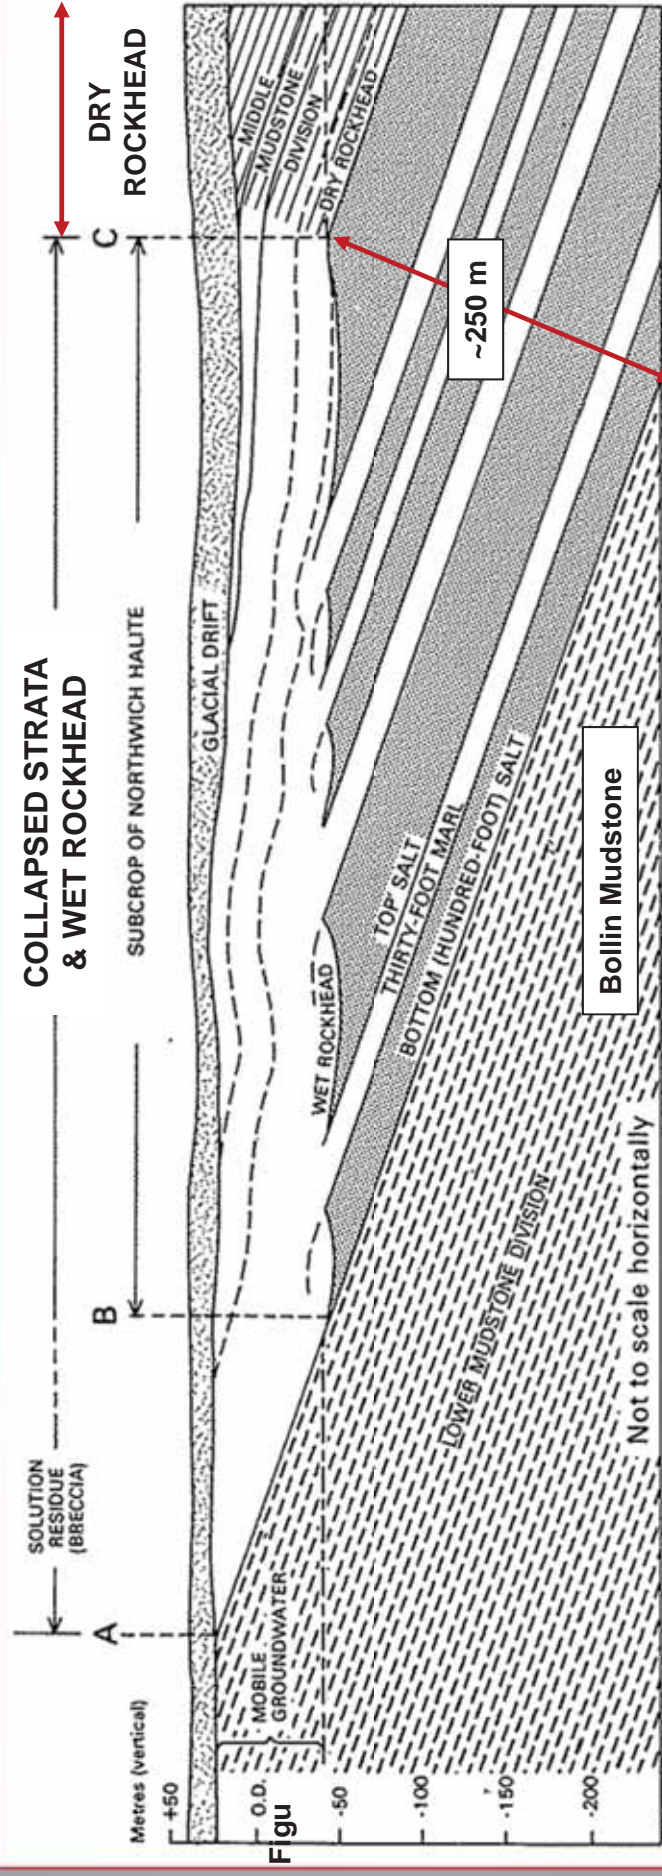 COLLAPSED STRATA
& WET ROCKHEAD
DRY
ROCKHEAD
SOLUTION
RESIDUE
(BRECCIA)
SUBCROP OF NORTHWICH HALITE
A
B
C
Metres (vertical)
+50
O.D.
-50
-100
-150
-200
Figu
GLACIAL DRIFT
MIDDLE
MUDSTONE
DIVISION
DRY ROCKHEAD
MOBILE
GROUNDWATER
WET ROCKHEAD
~250 m
TOP SALT
THIRTY-FOOT MARL
BOTTOM (HUNDRED-FOOT) SALT
LOWER MUDSTONE DIVISION
Bollin Mudstone
Not to scale horizontally